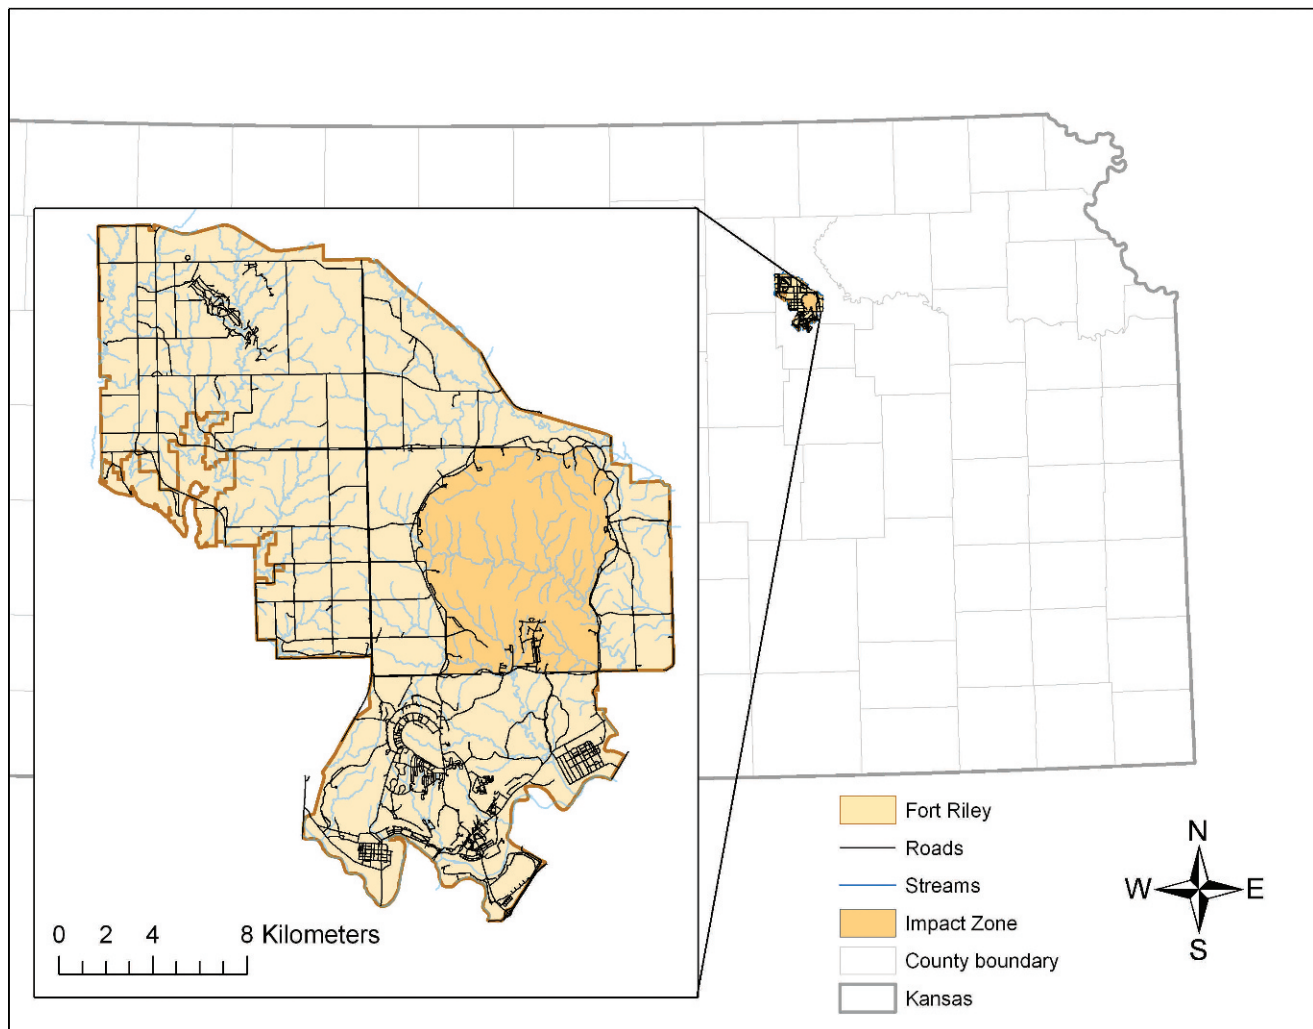 0 2 4 8 Kilometers
Fort Riley
Roads
Streams
Impact Zone
County boundary
Kansas
N
W E
S